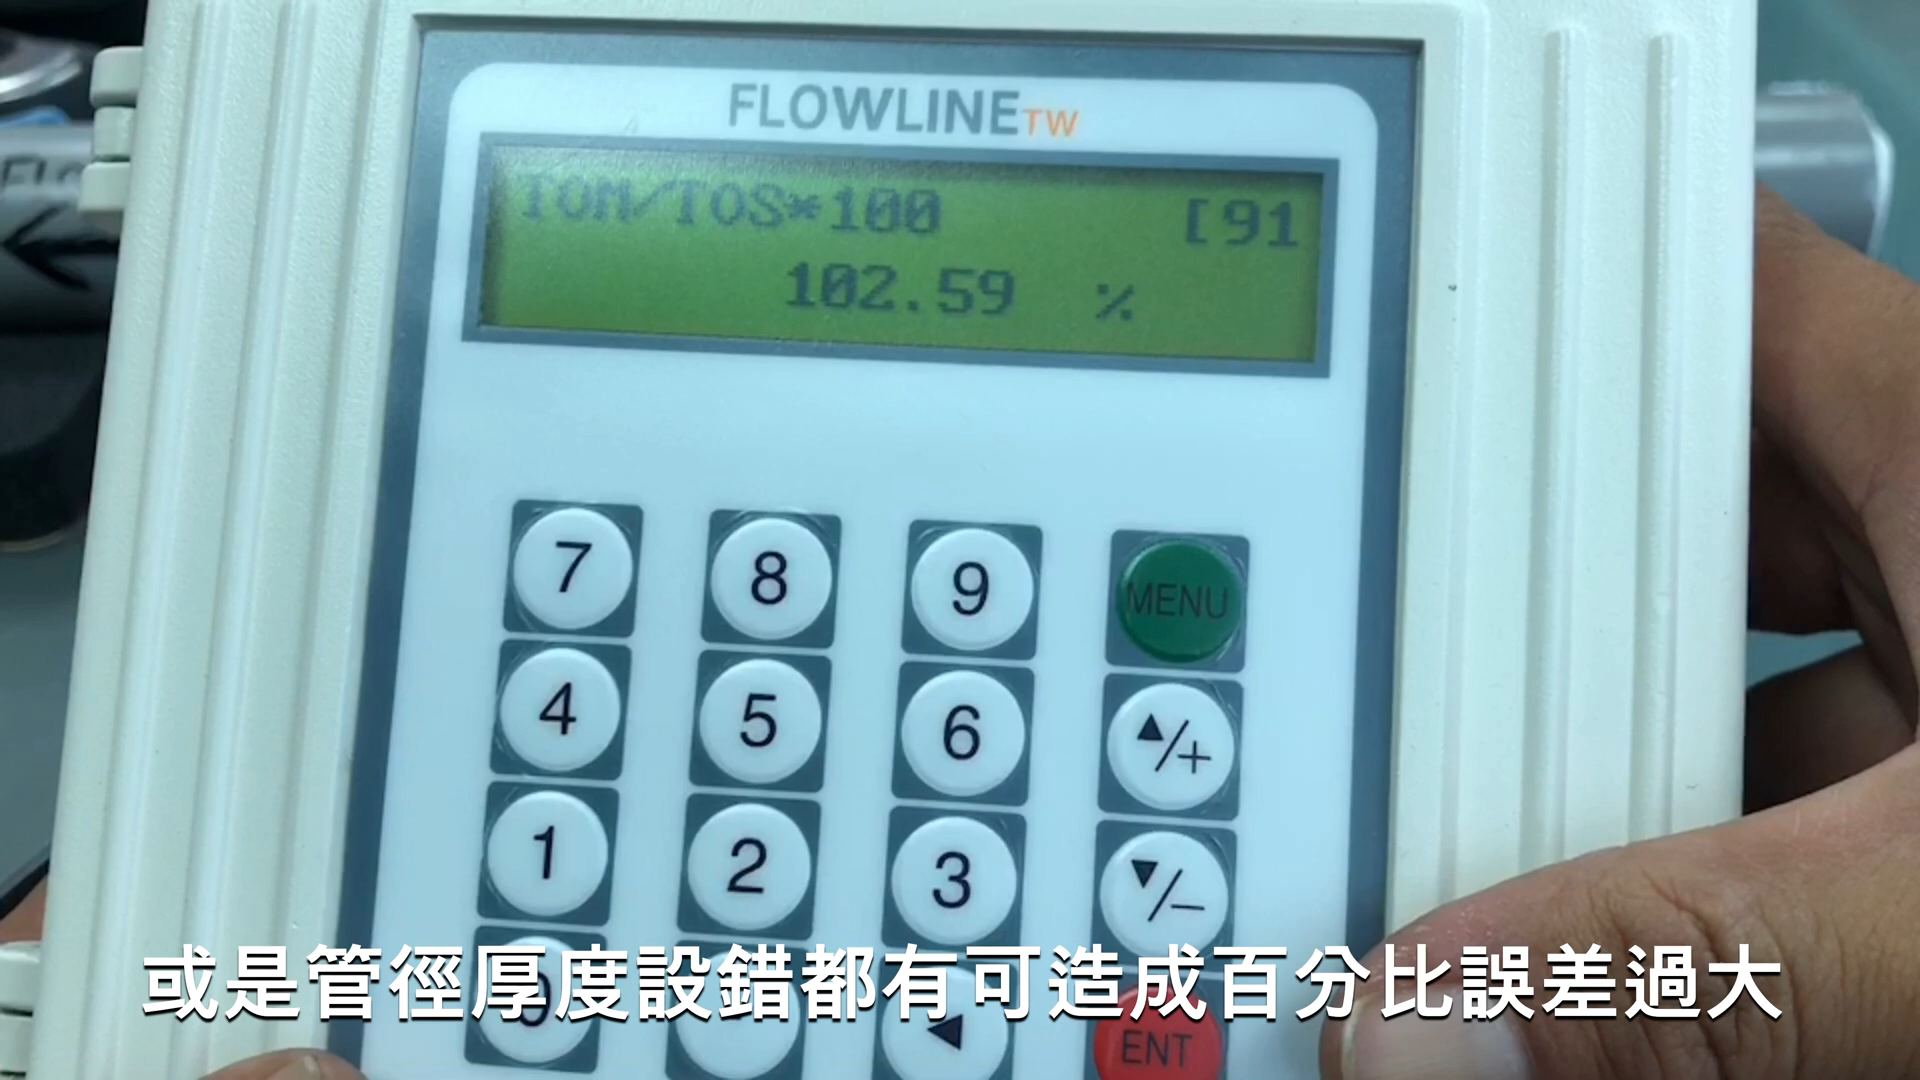 FLOWLINE TW
TOM/TOS*100 [91
102.59 %
7 8 9 MENU
4 5 6 ▲/+
1 2 3 ▼/-
0 ◀ ENT
或是管徑厚度設錯都有可造成百分比誤差過大